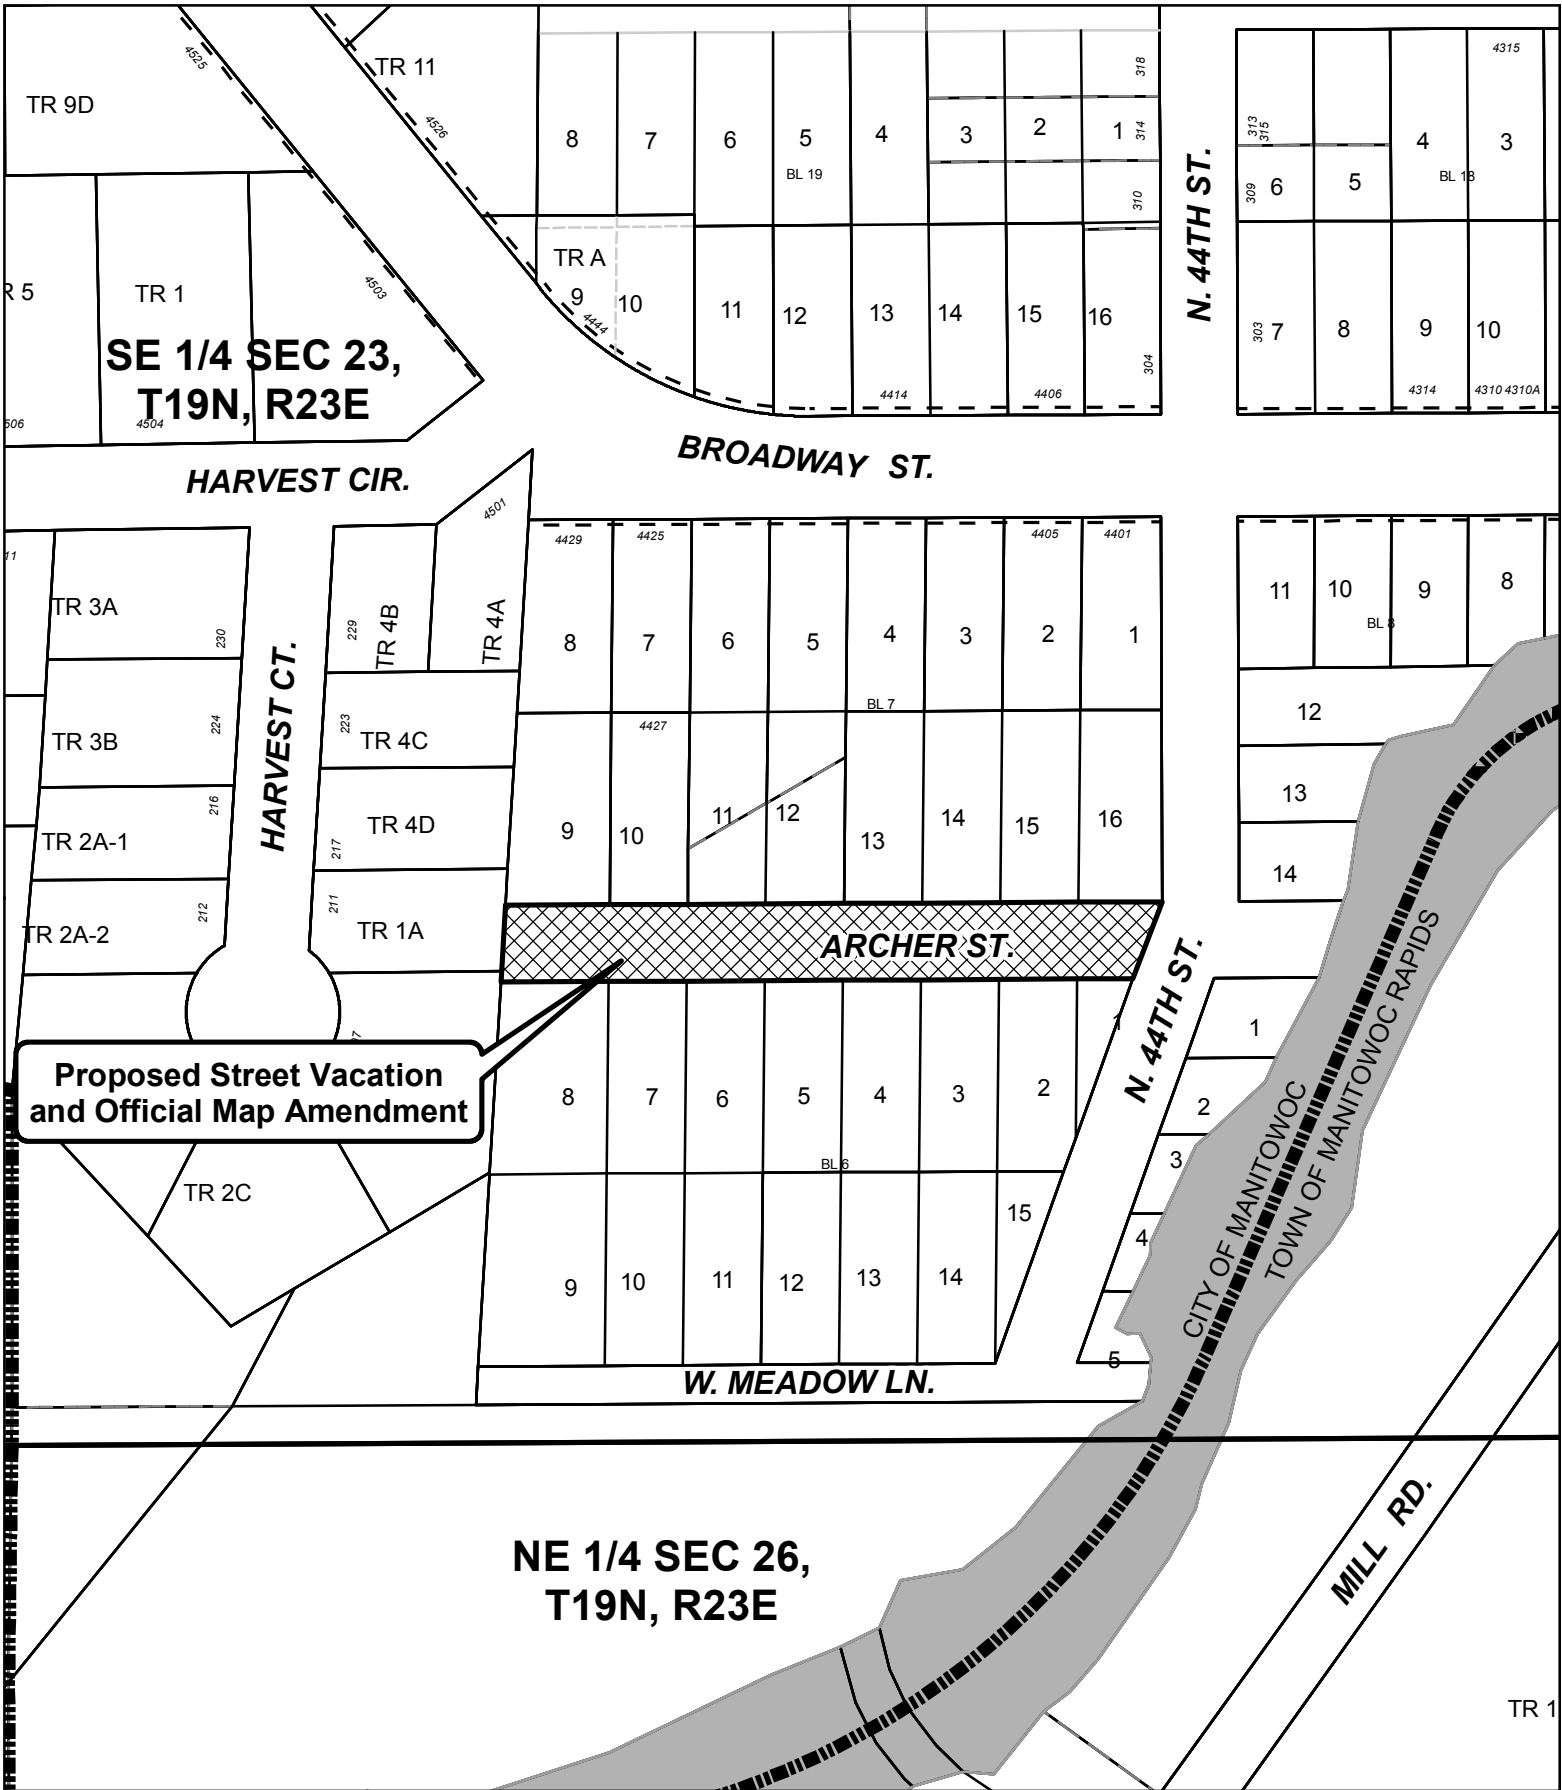 4525
TR 11
318
4315
TR 9D
4526
8
7
6
5
4
3
2
1
314
313
315
4
3
BL 19
BL 18
310
309
6
5
N. 44TH ST.
TR A
R 5
TR 1
4503
9
10
4444
11
12
13
14
15
16
303
7
8
9
10
304
SE 1/4 SEC 23,
T19N, R23E
4414
4406
4314
4310 4310A
506
4504
HARVEST CIR.
BROADWAY ST.
4501
4429
4425
4405
4401
11
TR 3A
230
229
TR 4B
TR 4A
8
7
6
5
4
3
2
1
11
10
9
8
BL 8
HARVEST CT.
BL 7
12
TR 3B
224
223
TR 4C
4427
13
TR 2A-1
216
217
TR 4D
9
10
11
12
13
14
15
16
14
TR 2A-2
212
211
TR 1A
ARCHER ST.
N. 44TH ST.
1
1
Proposed Street Vacation
and Official Map Amendment
8
7
6
5
4
3
2
2
BL 6
3
TR 2C
15
4
9
10
11
12
13
14
CITY OF MANITOWOC
TOWN OF MANITOWOC RAPIDS
5
W. MEADOW LN.
NE 1/4 SEC 26,
T19N, R23E
MILL RD.
TR 1